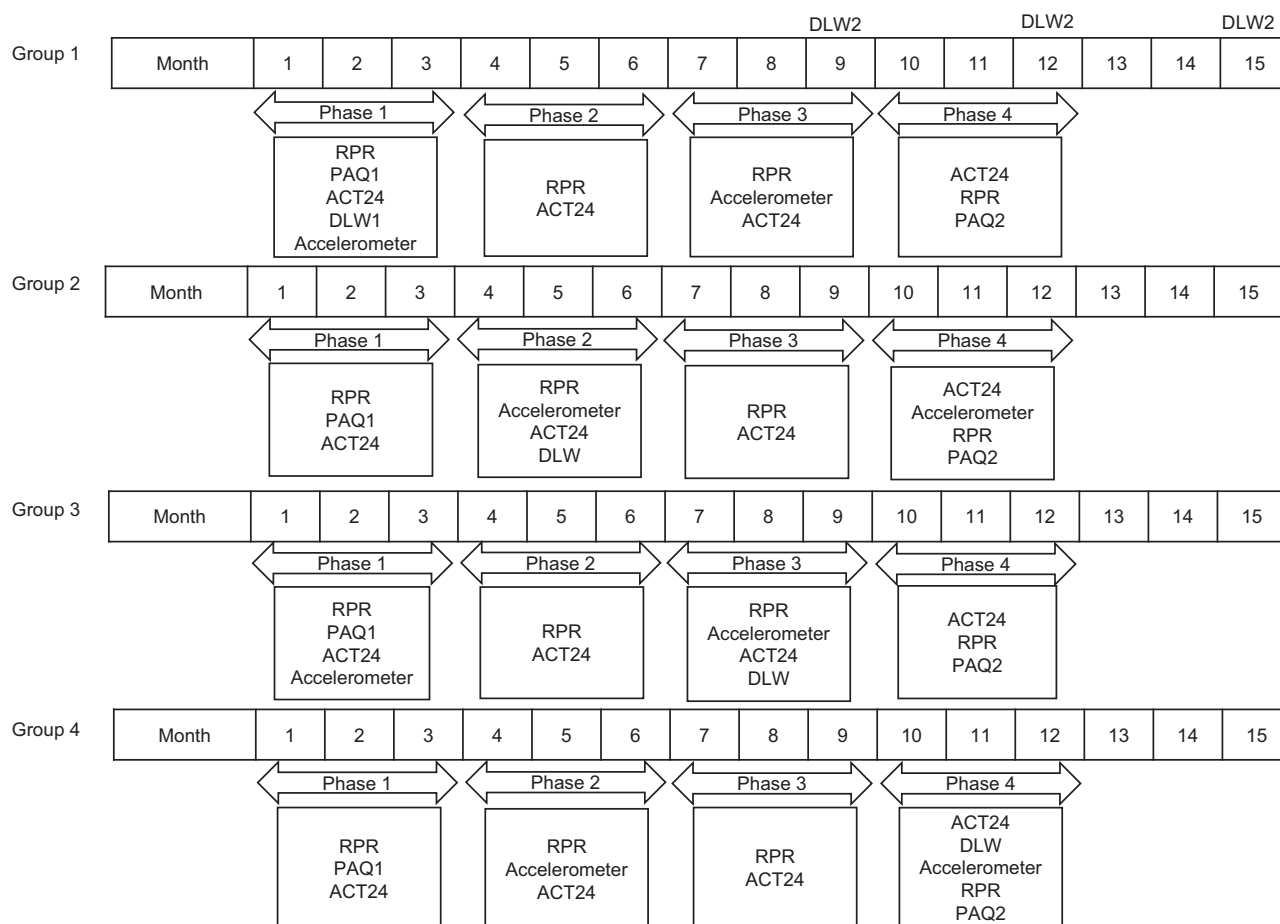 DLW2 DLW2 DLW2
Group 1 Month 1 2 3 4 5 6 7 8 9 10 11 12 13 14 15
Phase 1 Phase 2 Phase 3 Phase 4
RPR
PAQ1
ACT24
DLW1
Accelerometer
RPR
ACT24
RPR
Accelerometer
ACT24
ACT24
RPR
PAQ2
Group 2 Month 1 2 3 4 5 6 7 8 9 10 11 12 13 14 15
Phase 1 Phase 2 Phase 3 Phase 4
RPR
PAQ1
ACT24
RPR
Accelerometer
ACT24
DLW
RPR
ACT24
ACT24
Accelerometer
RPR
PAQ2
Group 3 Month 1 2 3 4 5 6 7 8 9 10 11 12 13 14 15
Phase 1 Phase 2 Phase 3 Phase 4
RPR
PAQ1
ACT24
Accelerometer
RPR
ACT24
RPR
Accelerometer
ACT24
DLW
ACT24
RPR
PAQ2
Group 4 Month 1 2 3 4 5 6 7 8 9 10 11 12 13 14 15
Phase 1 Phase 2 Phase 3 Phase 4
RPR
PAQ1
ACT24
RPR
Accelerometer
ACT24
RPR
ACT24
ACT24
DLW
Accelerometer
RPR
PAQ2